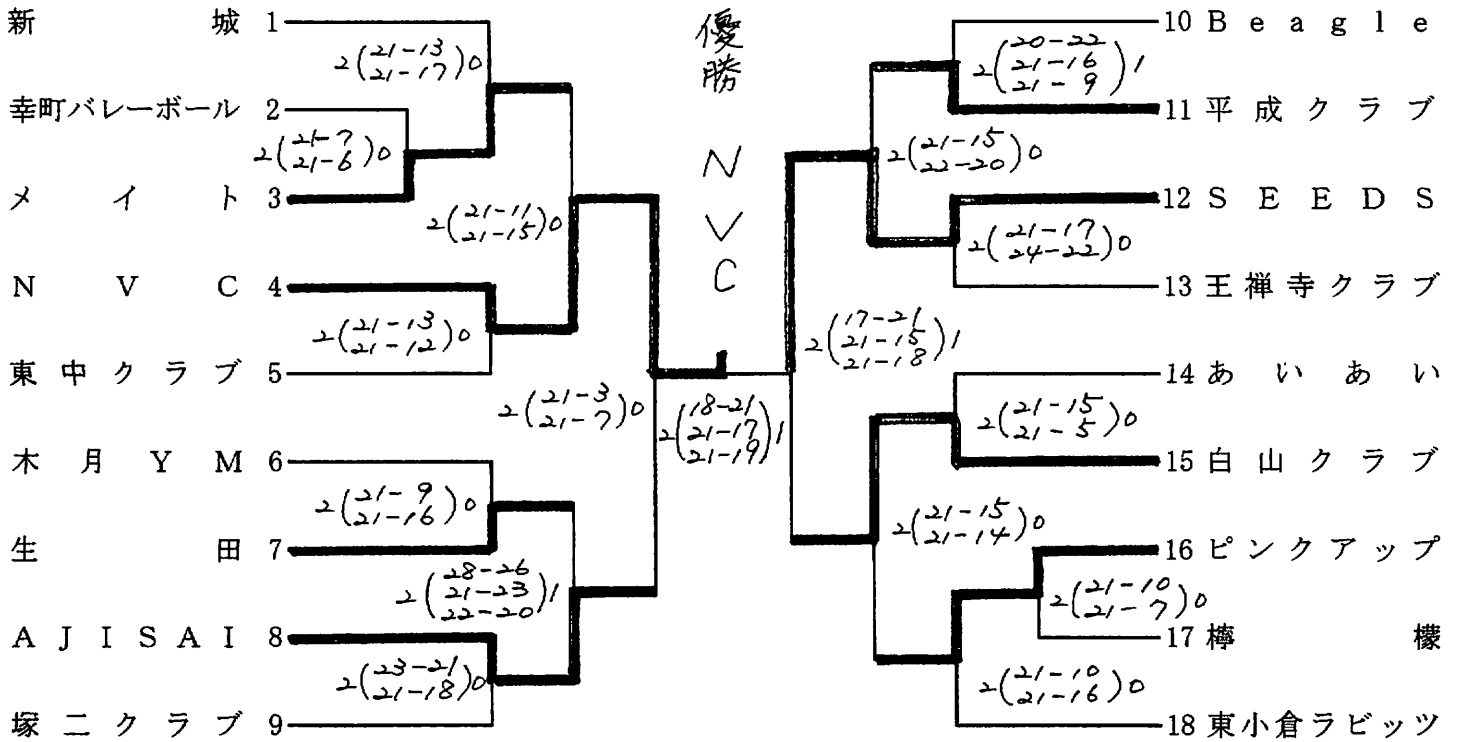 新城 1
2(21-13 21-17)0
幸町バレーボール 2
2(21-7 21-6)0
メイト 3
2(21-11 21-15)0
NVC 4
2(21-13 21-12)0
東中クラブ 5
2(21-3 21-7)0
木月YM 6
2(21-9 21-16)0
生田 7
2(28-26 21-23 22-20)1
AJISAI 8
2(23-21 21-18)0
塚二クラブ 9
優勝
NVC
2(18-21 21-17 21-19)1
10 Beagle
2(20-22 21-16 21-9)1
11 平成クラブ
2(21-15 22-20)0
12 SEEDS
2(21-17 24-22)0
13 王禅寺クラブ
2(17-21 21-15 21-18)1
14 あいあい
2(21-15 21-5)0
15 白山クラブ
2(21-15 21-14)0
16 ピンクアップ
2(21-10 21-7)0
17 檸檬
2(21-10 21-16)0
18 東小倉ラビッツ